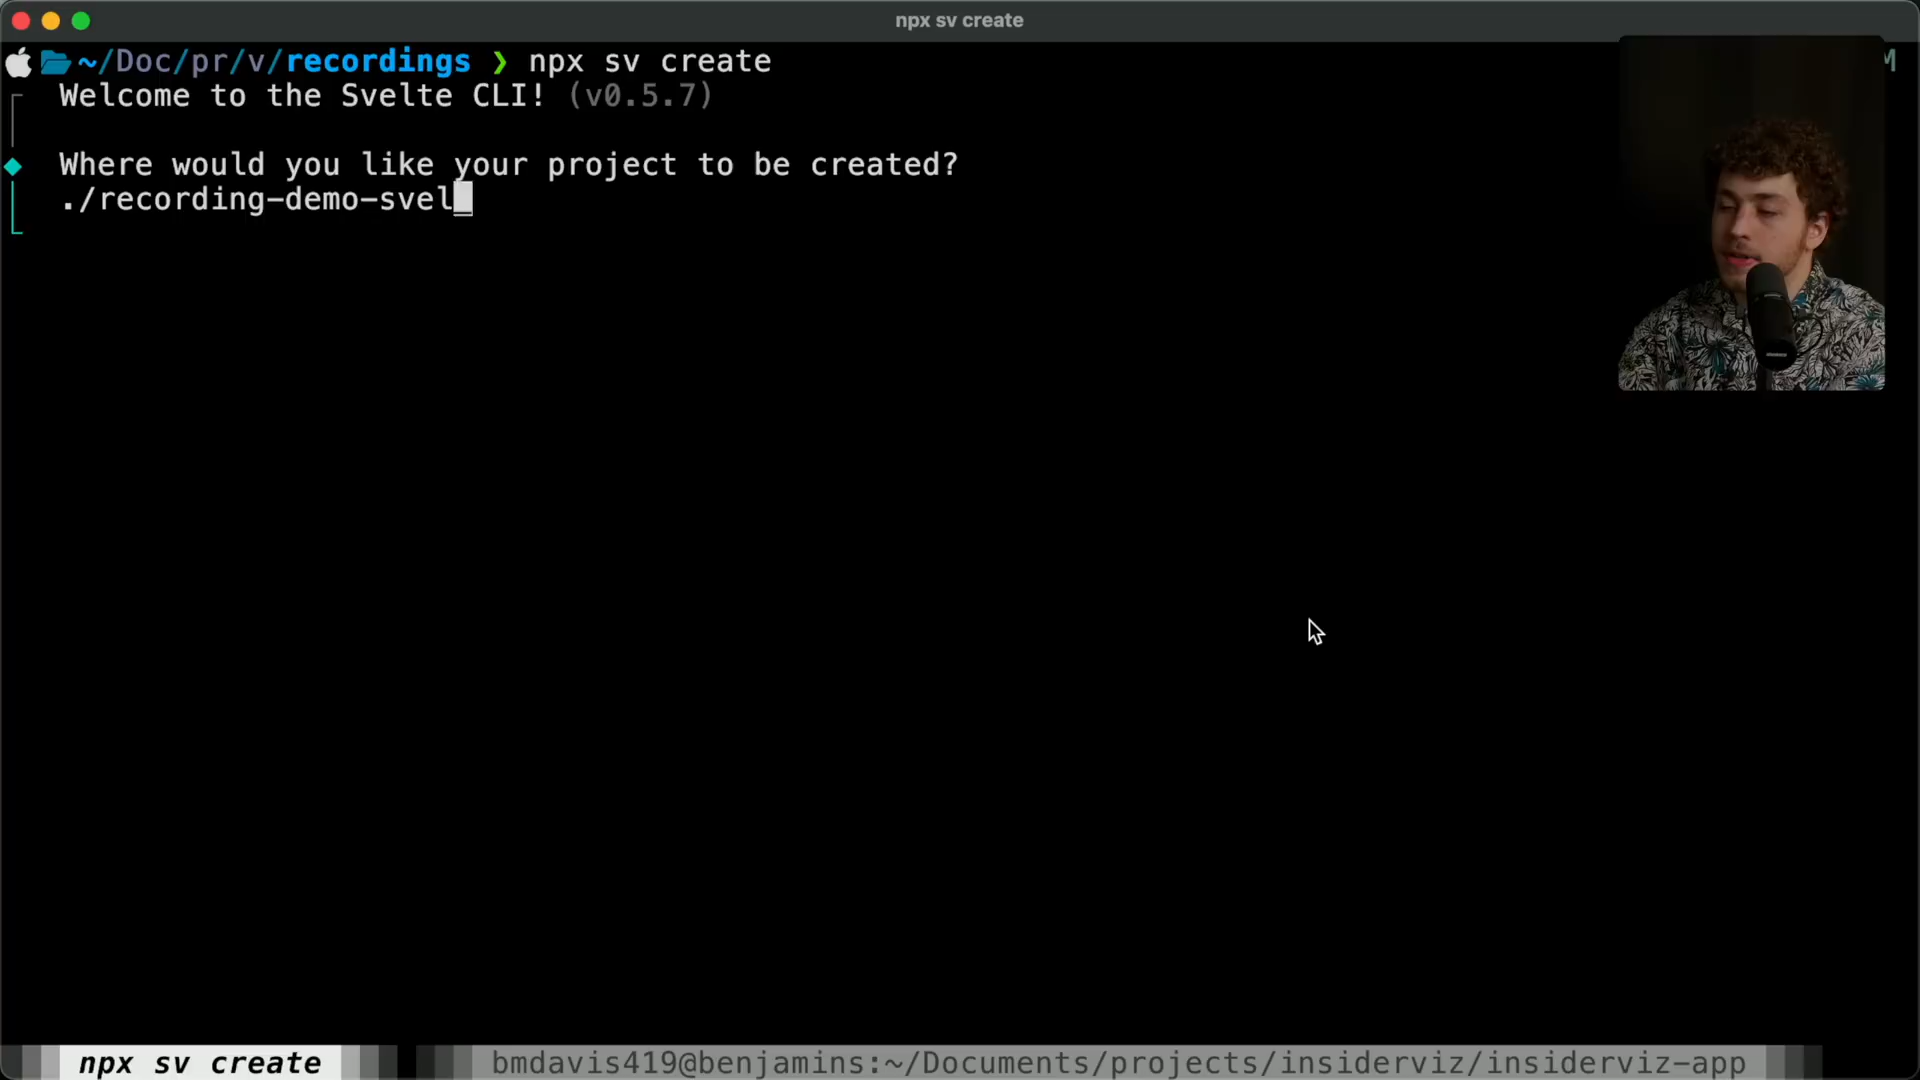 npx sv create
~/Doc/pr/v/recordings ❯ npx sv create
Welcome to the Svelte CLI! (v0.5.7)
Where would you like your project to be created?
./recording-demo-svel
npx sv create
bmdavis419@benjamins:~/Documents/projects/insiderviz/insiderviz-app